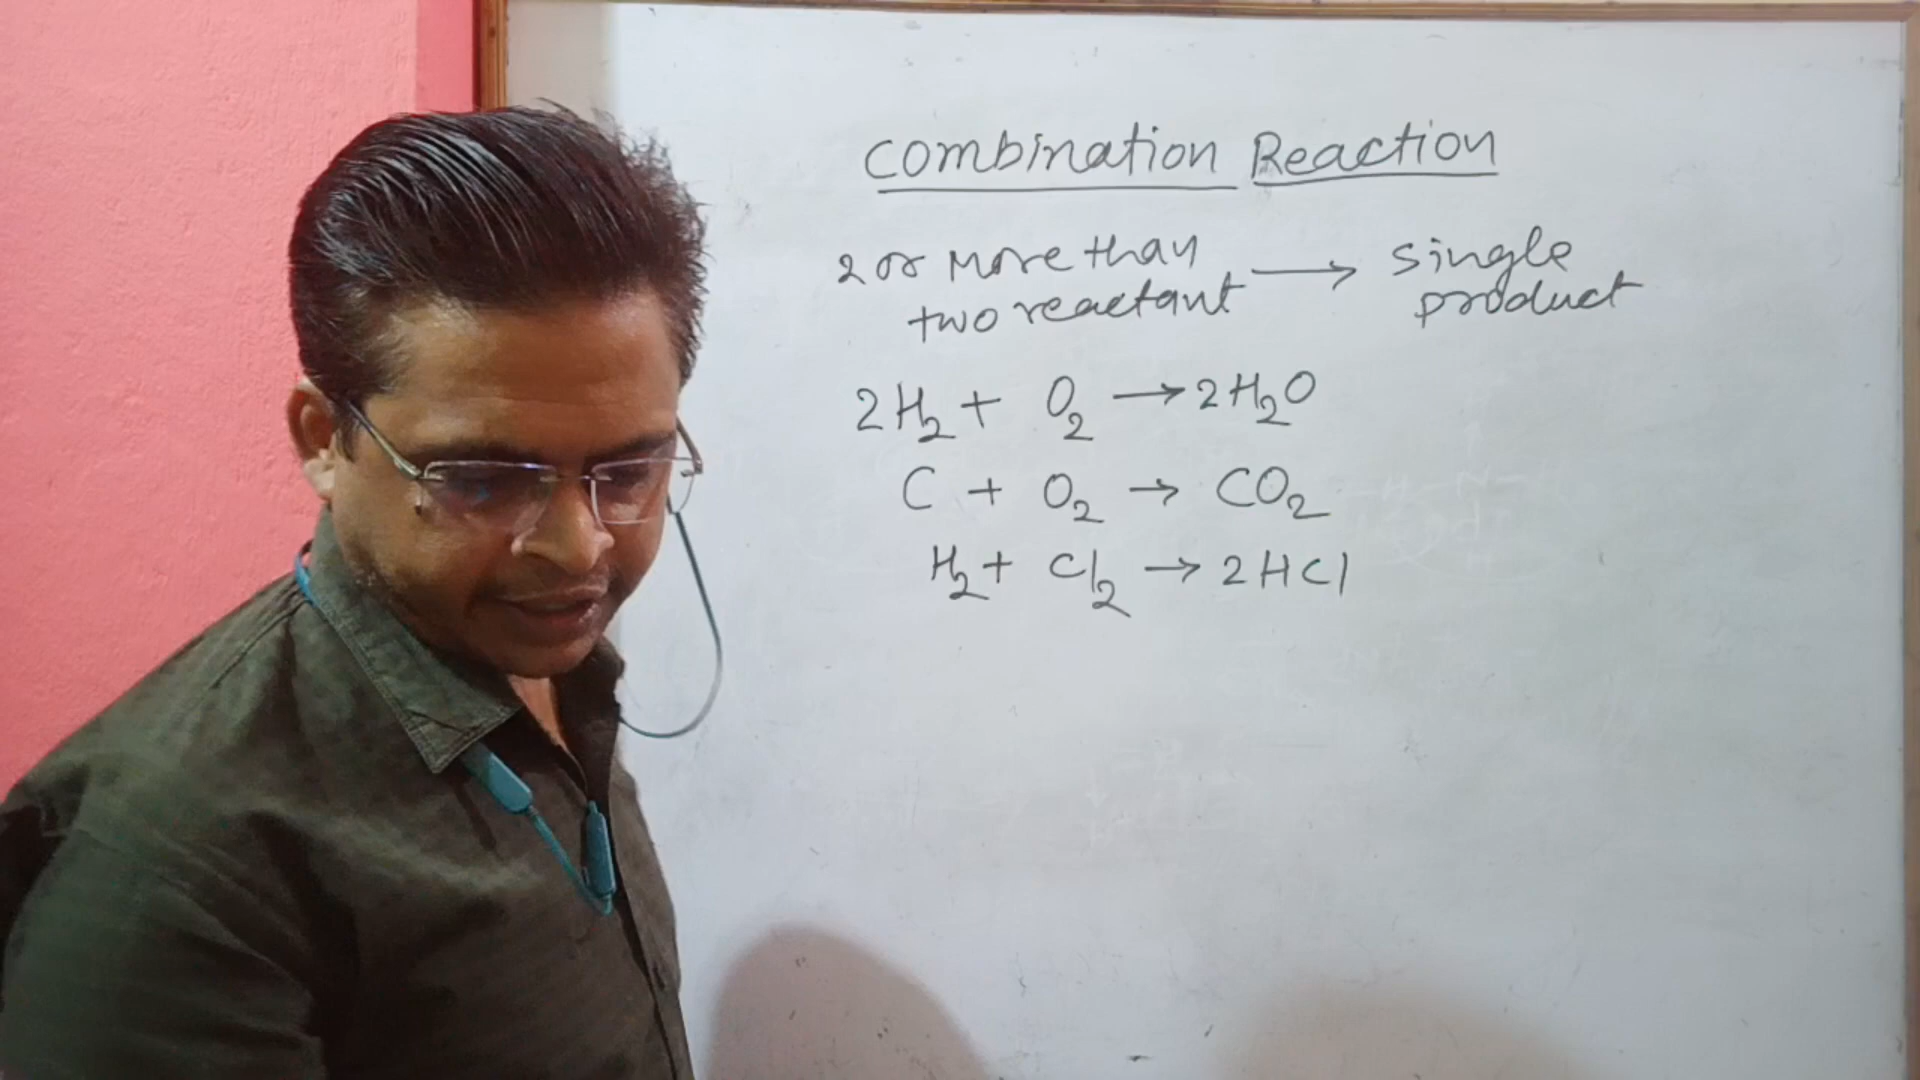 Combination Reaction
2 or more than → single
two reactant product
2H₂ + O₂ → 2H₂O
C + O₂ → CO₂
H₂ + Cl₂ → 2HCl